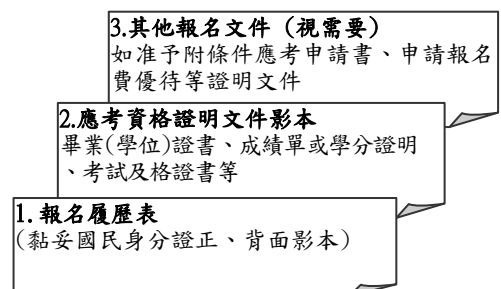 3.其他報名文件（視需要）
如准予附條件應考申請書、申請報名
費優待等證明文件
2.應考資格證明文件影本
畢業(學位)證書、成績單或學分證明
、考試及格證書等
1.報名履歷表
(黏妥國民身分證正、背面影本)